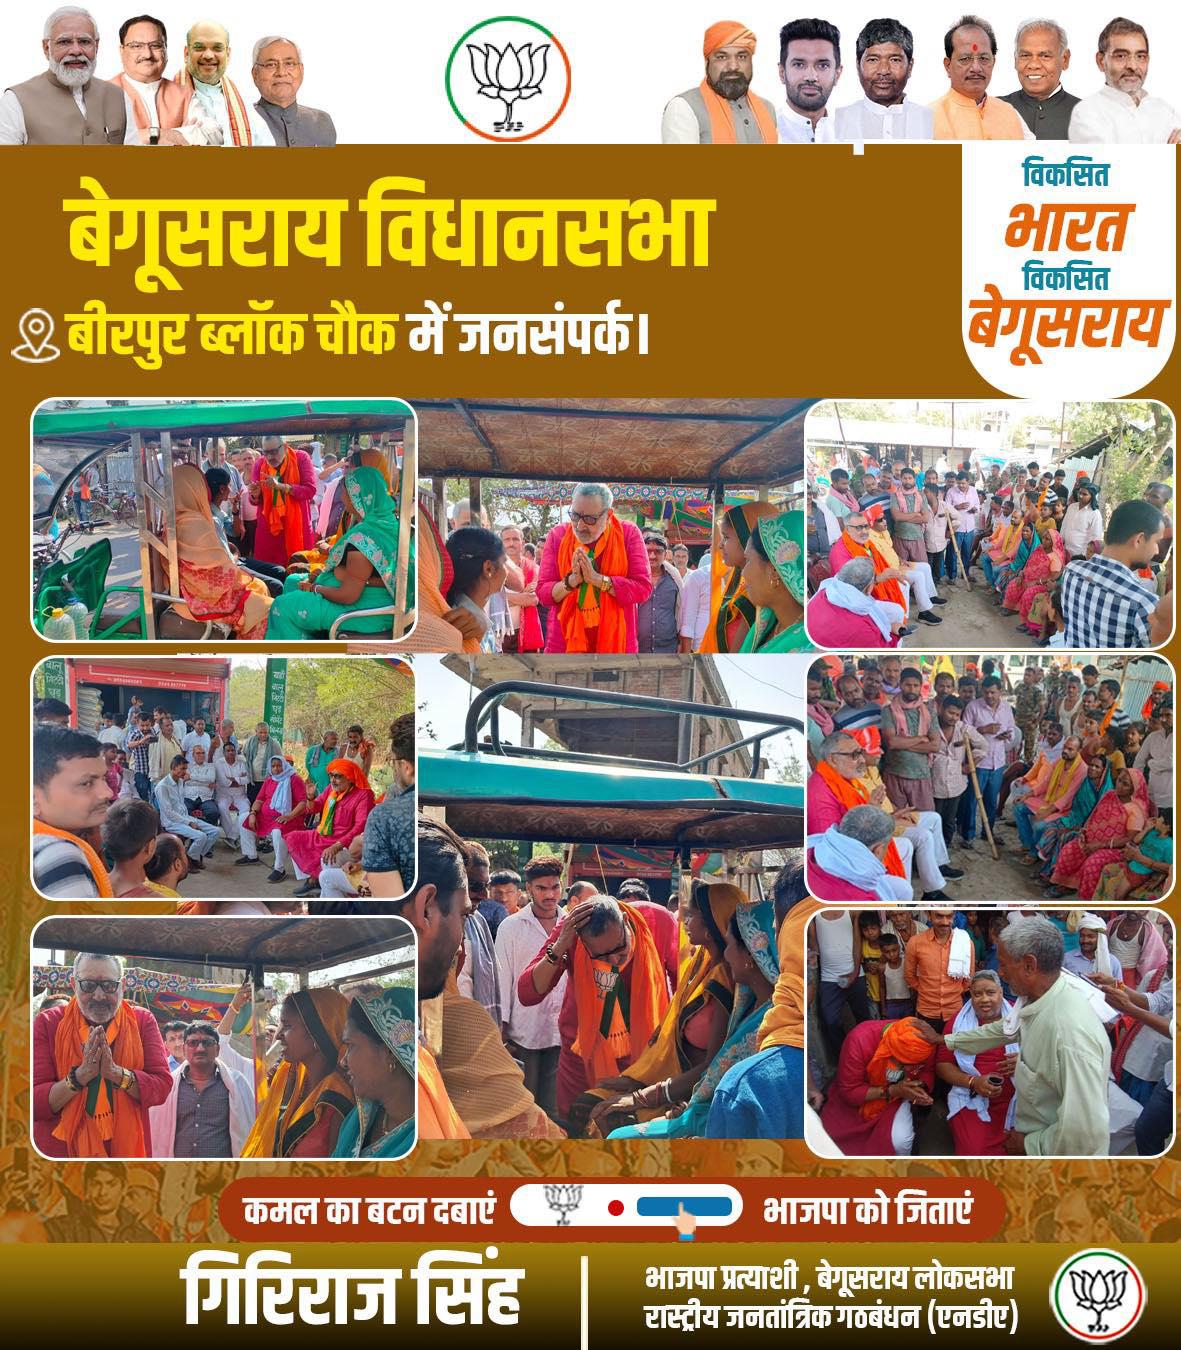 विकसित
भारत
विकसित
बेगूसराय
बेगूसराय विधानसभा
बीरपुर ब्लॉक चौक में जनसंपर्क।
कमल का बटन दबाएं
भाजपा को जिताएं
गिरिराज सिंह
भाजपा प्रत्याशी, बेगूसराय लोकसभा
रास्ट्रीय जनतांत्रिक गठबंधन (एनडीए)